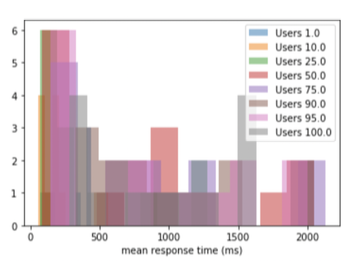 6
5
4
3
2
1
0
Users 1.0
Users 10.0
Users 25.0
Users 50.0
Users 75.0
Users 90.0
Users 95.0
Users 100.0
0 500 1000 1500 2000
mean response time (ms)